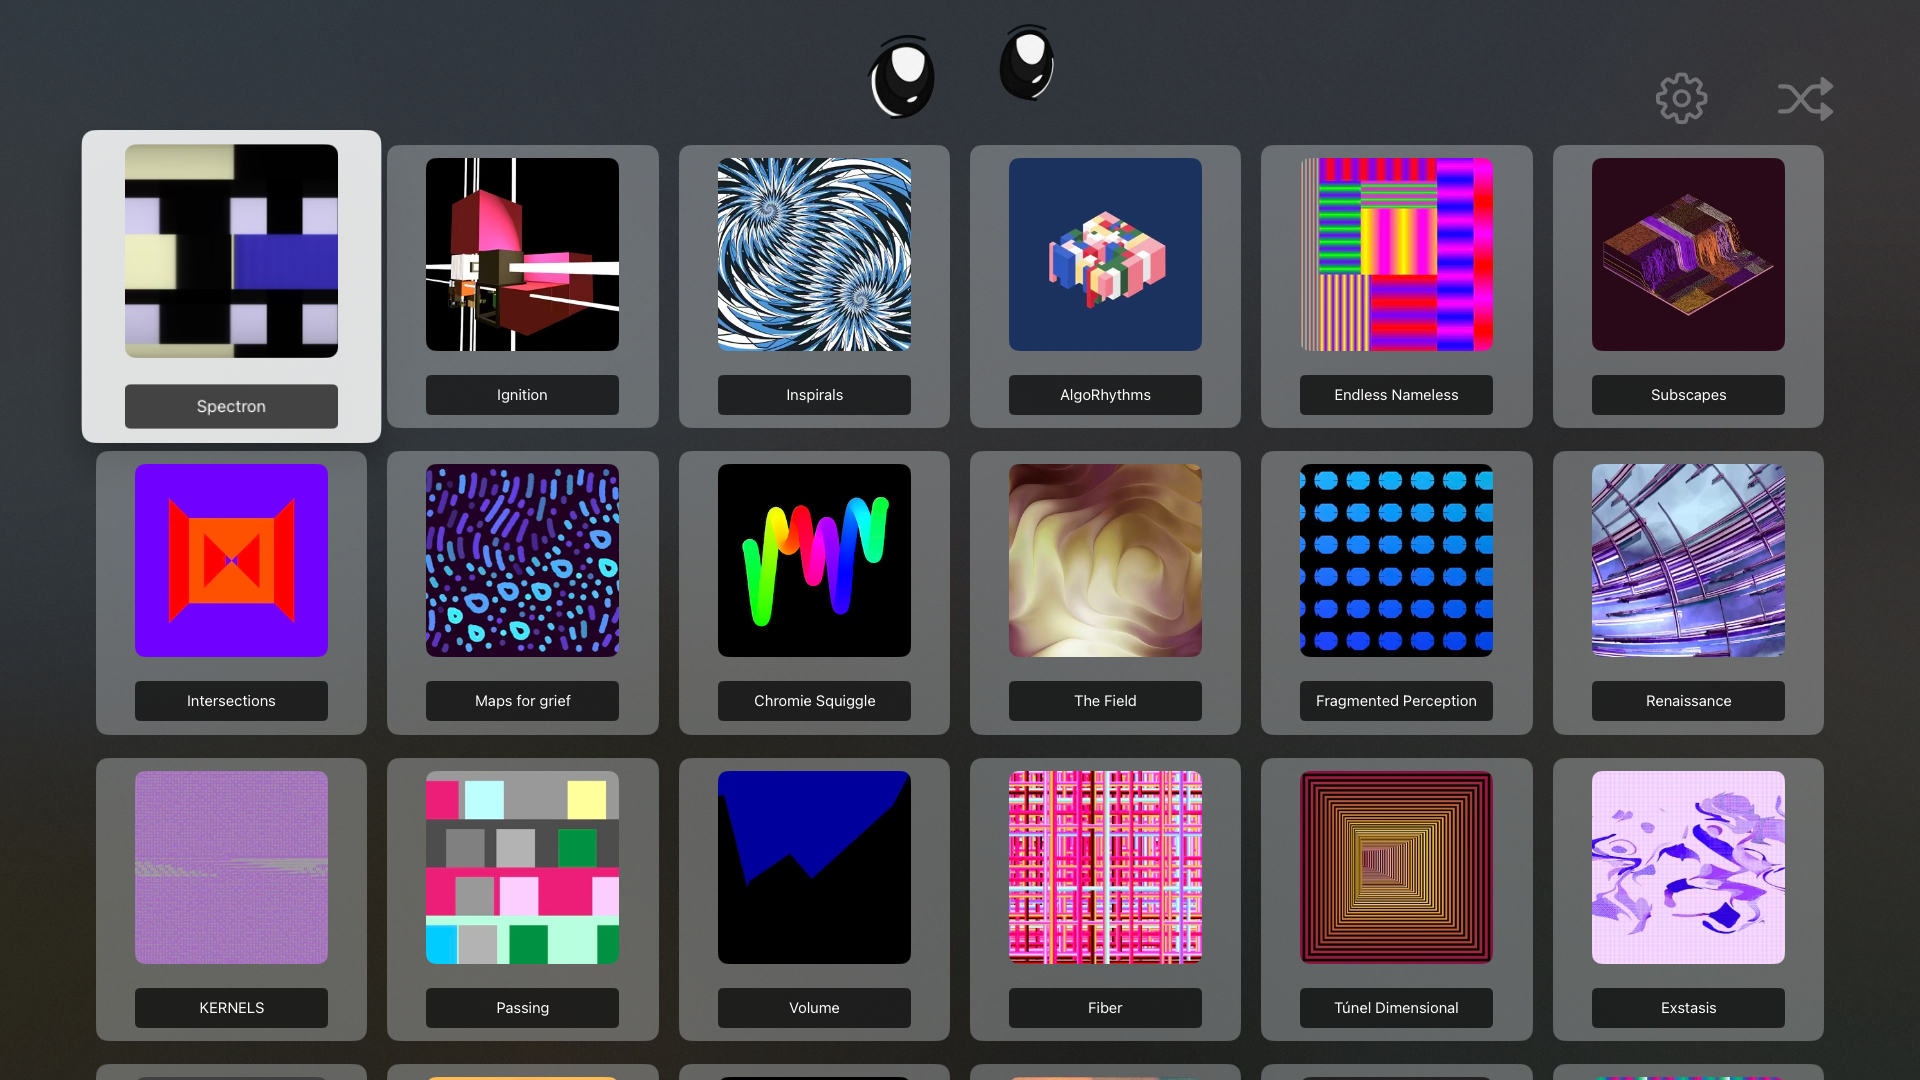 Spectron
Ignition
Inspirals
AlgoRhythms
Endless Nameless
Subscapes
Intersections
Maps for grief
Chromie Squiggle
The Field
Fragmented Perception
Renaissance
KERNELS
Passing
Volume
Fiber
Túnel Dimensional
Exstasis